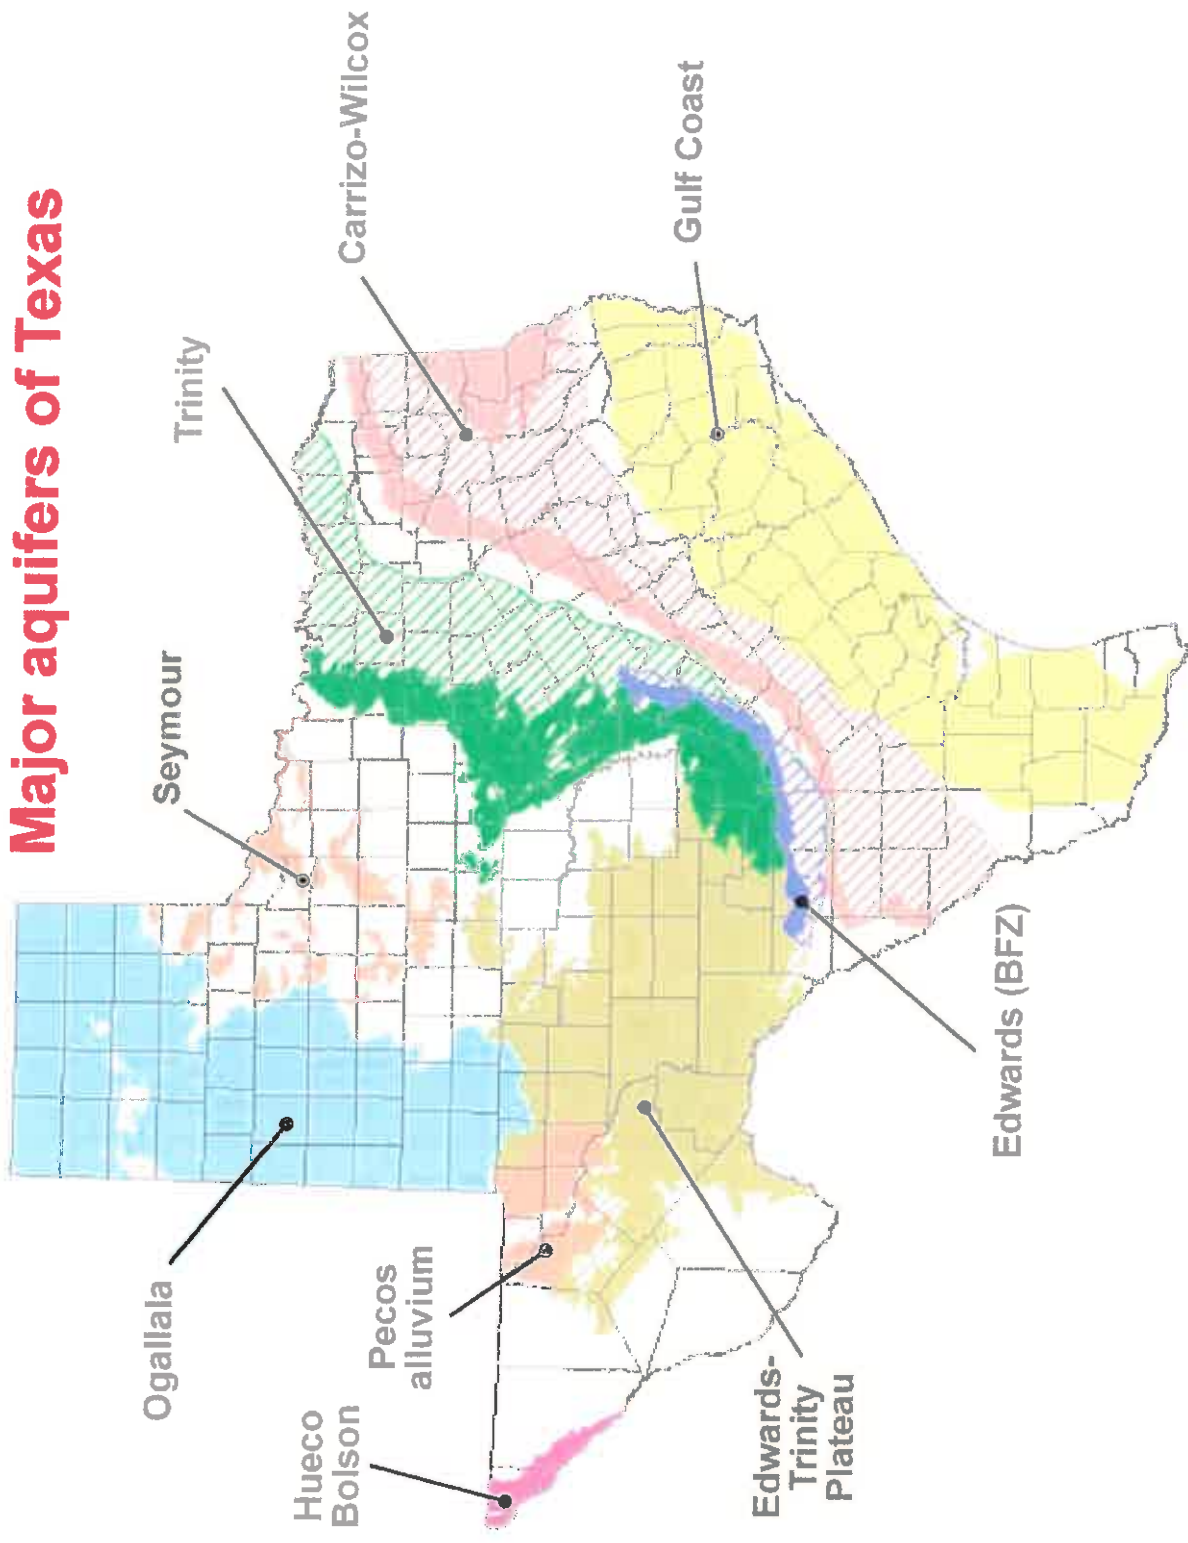 Major aquifers of Texas
Ogallala
Seymour
Trinity
Carrizo-Wilcox
Hueco
Bolson
Pecos
alluvium
Gulf Coast
Edwards-
Trinity
Plateau
Edwards (BFZ)